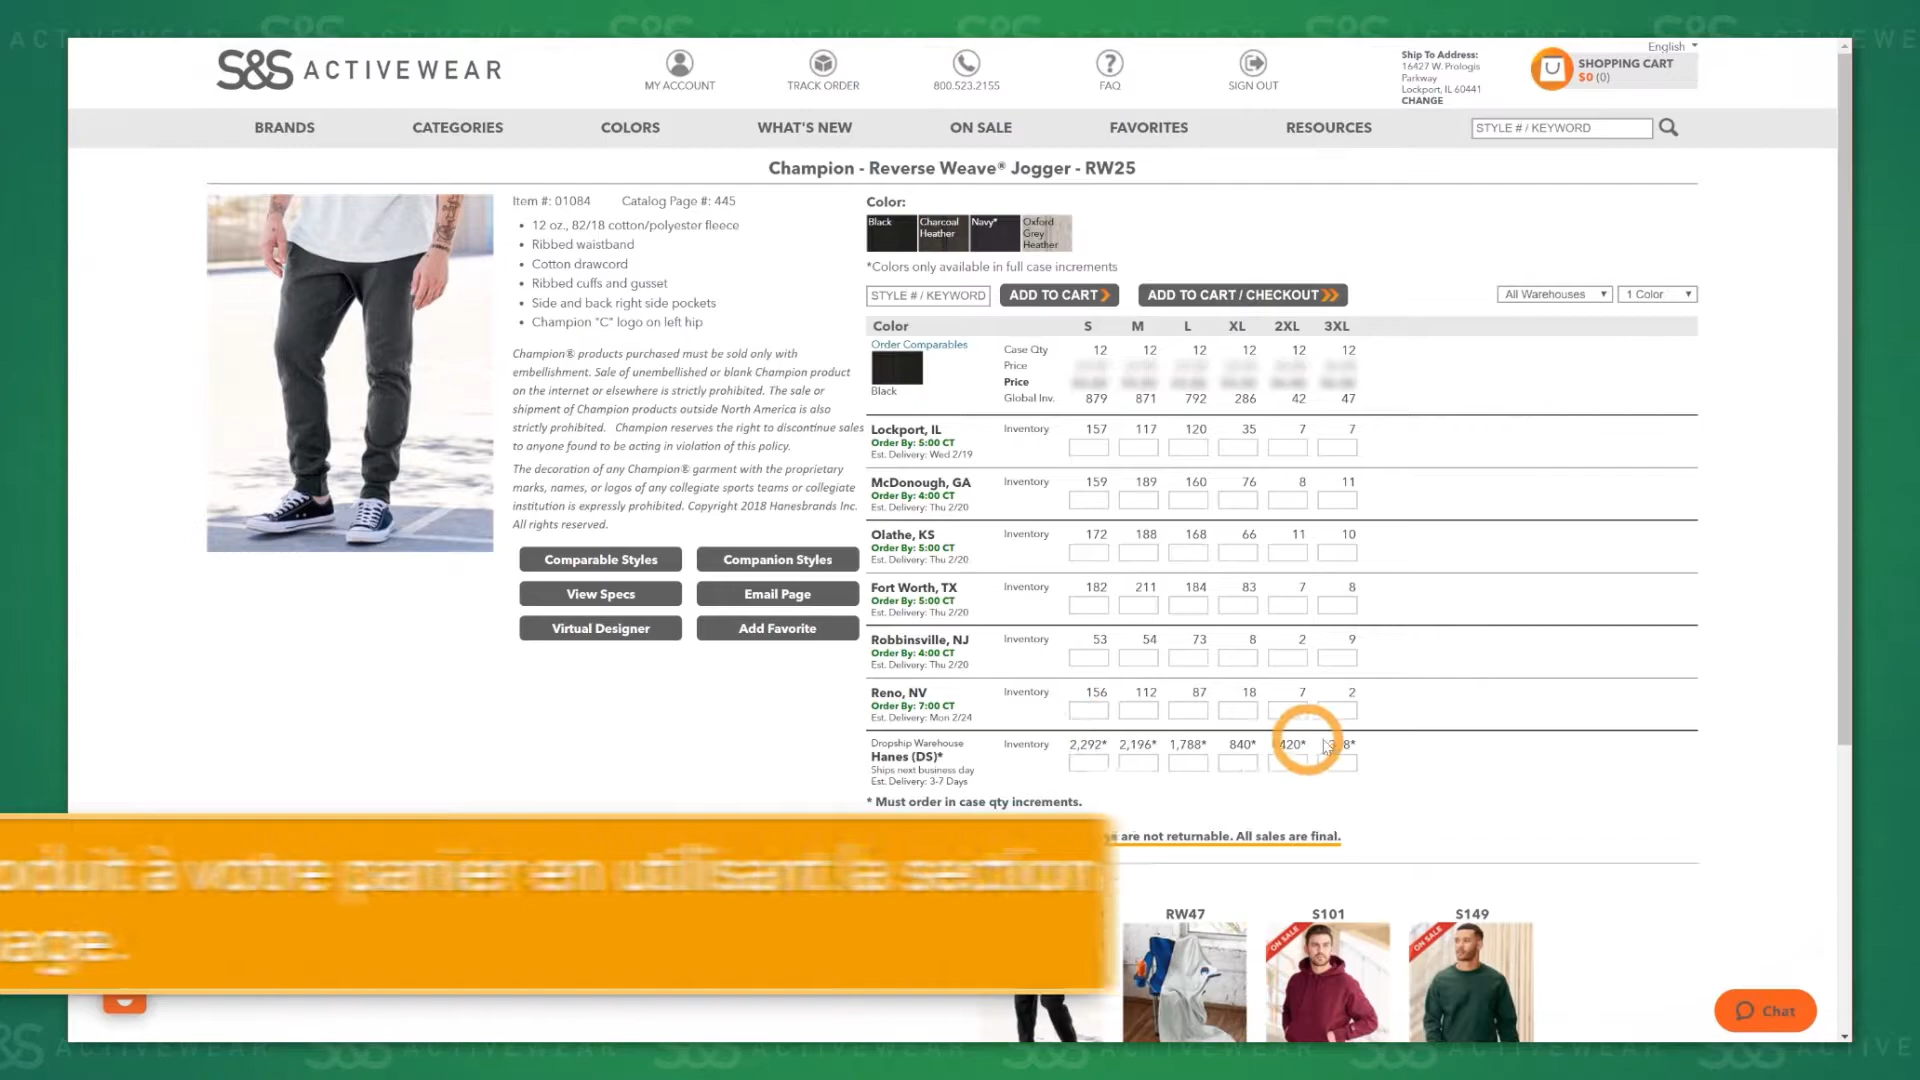 S&S ACTIVEWEAR
MY ACCOUNT
TRACK ORDER
800.523.2155
FAQ
SIGN OUT
Ship To Address:
16427 W. Prologis
Parkway
Lockport, IL 60441
CHANGE
English
SHOPPING CART
$0 (0)
BRANDS CATEGORIES COLORS WHAT'S NEW ON SALE FAVORITES RESOURCES
STYLE # / KEYWORD
Champion - Reverse Weave® Jogger - RW25
Item #: 01084 Catalog Page #: 445
• 12 oz., 82/18 cotton/polyester fleece
• Ribbed waistband
• Cotton drawcord
• Ribbed cuffs and gusset
• Side and back right side pockets
• Champion "C" logo on left hip
Champion® products purchased must be sold only with
embellishment. Sale of unembellished or blank Champion product
on the internet or elsewhere is strictly prohibited. The sale or
shipment of Champion products outside North America is also
strictly prohibited. Champion reserves the right to discontinue sales
to anyone found to be acting in violation of this policy.
The decoration of any Champion® garment with the proprietary
marks, names, or logos of any collegiate sports teams or collegiate
institution is expressly prohibited. Copyright 2018 Hanesbrands Inc.
All rights reserved.
Comparable Styles Companion Styles
View Specs Email Page
Virtual Designer Add Favorite
Color:
Black
Charcoal
Heather
Navy*
Oxford
Grey
Heather
*Colors only available in full case increments
STYLE # / KEYWORD ADD TO CART ADD TO CART / CHECKOUT All Warehouses 1 Color
Color S M L XL 2XL 3XL
Order Comparables
Black
Case Qty 12 12 12 12 12 12
Price
Price
Global Inv. 879 871 792 286 42 47
Lockport, IL Inventory 157 117 120 35 7 7
Order By: 5:00 CT
Est. Delivery: Wed 2/19
McDonough, GA Inventory 159 189 160 76 8 11
Order By: 4:00 CT
Est. Delivery: Thu 2/20
Olathe, KS Inventory 172 188 168 66 11 10
Order By: 5:00 CT
Est. Delivery: Thu 2/20
Fort Worth, TX Inventory 182 211 184 83 7 8
Order By: 5:00 CT
Est. Delivery: Thu 2/20
Robbinsville, NJ Inventory 53 54 73 8 2 9
Order By: 4:00 CT
Est. Delivery: Thu 2/20
Reno, NV Inventory 156 112 87 18 7 2
Order By: 7:00 CT
Est. Delivery: Mon 2/24
Dropship Warehouse Inventory 2,292* 2,196* 1,788* 840* 420*
Hanes (DS)*
Ships next business day
Est. Delivery: 3-7 Days
* Must order in case qty increments.
are not returnable. All sales are final.
à votre panier en utilisant la section
RW47 S101 S149
ON SALE
ON SALE
Chat